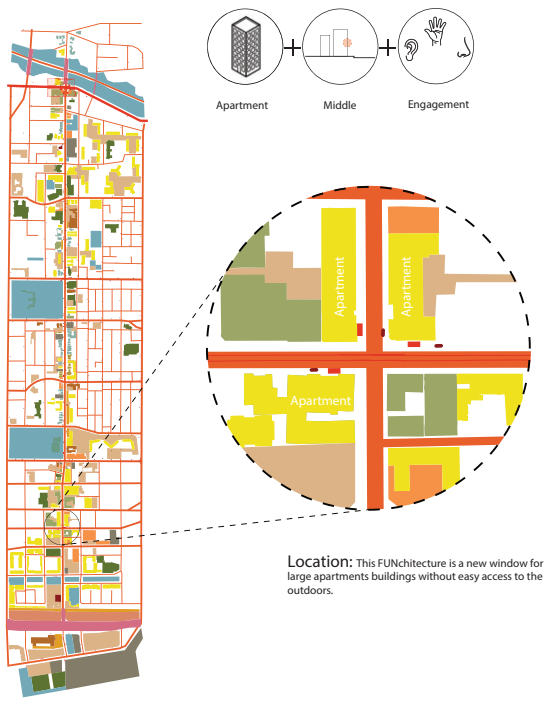 Apartment
Middle
Engagement
Apartment
Apartment
Apartment
Location: This FUNchitecture is a new window for
large apartments buildings without easy access to the
outdoors.